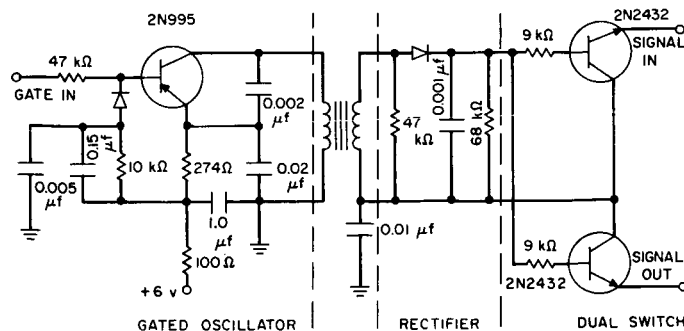 2N995
9 kΩ
2N2432
SIGNAL
IN
47 kΩ
GATE IN
0.002
μf
0.001
μf
47
kΩ
68 kΩ
0.15
μf
0.005
μf
10 kΩ
274Ω
0.02
μf
1.0
μf
0.01 μf
100Ω
+6 v
9 kΩ
2N2432
SIGNAL
OUT
GATED OSCILLATOR
RECTIFIER
DUAL SWITCH